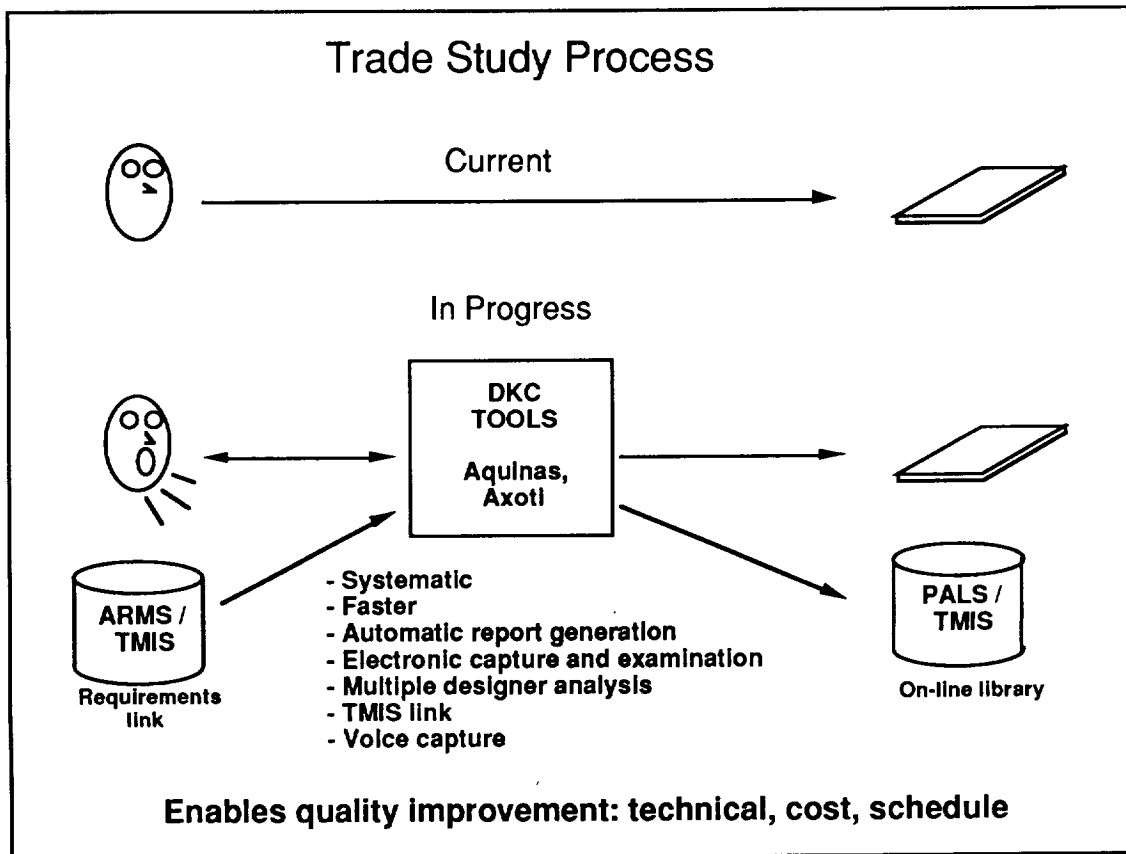 Trade Study Process
Current
In Progress
DKC
TOOLS
Aquinas,
Axotl
ARMS /
TMIS
Requirements
link
- Systematic
- Faster
- Automatic report generation
- Electronic capture and examination
- Multiple designer analysis
- TMIS link
- Voice capture
PALS /
TMIS
On-line library
Enables quality improvement: technical, cost, schedule